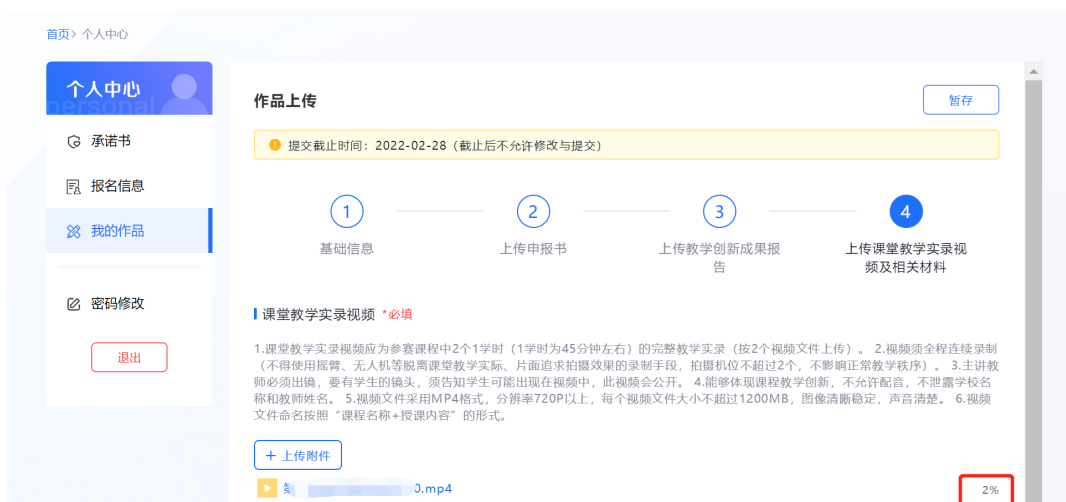 首页> 个人中心
个人中心
personal
承诺书
报名信息
我的作品
密码修改
退出
作品上传
暂存
提交截止时间：2022-02-28（截止后不允许修改与提交）
1
2
3
4
基础信息
上传申报书
上传教学创新成果报
告
上传课堂教学实录视
频及相关材料
课堂教学实录视频 *必填
1.课堂教学实录视频应为参赛课程中2个1学时（1学时为45分钟左右）的完整教学实录（按2个视频文件上传）。 2.视频须全程连续录制
（不得使用摇臂、无人机等脱离课堂教学实际、片面追求拍摄效果的录制手段，拍摄机位不超过2个，不影响正常教学秩序）。 3.主讲教
师必须出镜，要有学生的镜头，须告知学生可能出现在视频中，此视频会公开。 4.能够体现课程教学创新，不允许配音，不泄露学校名
称和教师姓名。 5.视频文件采用MP4格式，分辨率720P以上，每个视频文件大小不超过1200MB，图像清晰稳定，声音清楚。 6.视频
文件命名按照“课程名称+授课内容”的形式。
+ 上传附件
0.mp4
2%